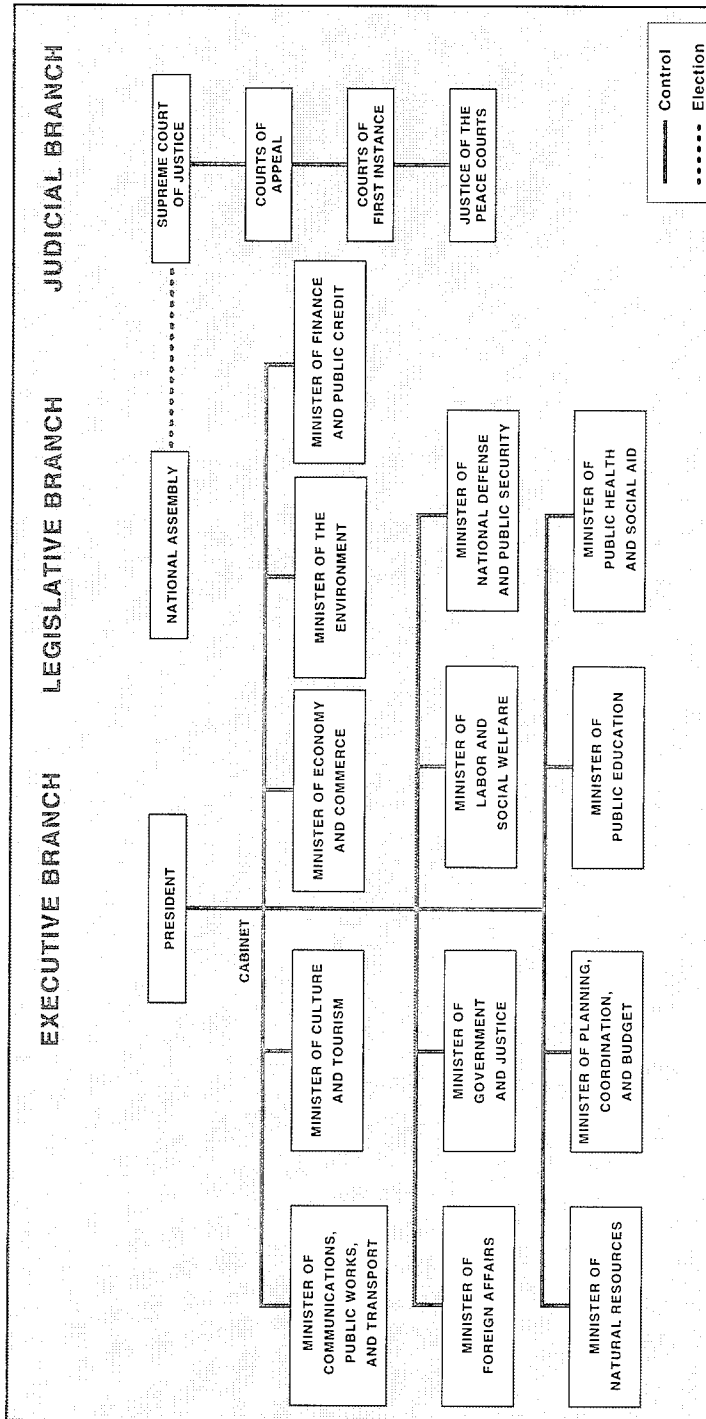 EXECUTIVE BRANCH
LEGISLATIVE BRANCH
JUDICIAL BRANCH
PRESIDENT
NATIONAL ASSEMBLY
SUPREME COURT
OF JUSTICE
COURTS OF
APPEAL
COURTS OF
FIRST INSTANCE
JUSTICE OF THE
PEACE COURTS
CABINET
MINISTER OF
COMMUNICATIONS,
PUBLIC WORKS,
AND TRANSPORT
MINISTER OF CULTURE
AND TOURISM
MINISTER OF ECONOMY
AND COMMERCE
MINISTER OF THE
ENVIRONMENT
MINISTER OF FINANCE
AND PUBLIC CREDIT
MINISTER OF
FOREIGN AFFAIRS
MINISTER OF
GOVERNMENT
AND JUSTICE
MINISTER OF
LABOR AND
SOCIAL WELFARE
MINISTER OF
NATIONAL DEFENSE
AND PUBLIC SECURITY
MINISTER OF
NATURAL RESOURCES
MINISTER OF PLANNING,
COORDINATION,
AND BUDGET
MINISTER OF
PUBLIC EDUCATION
MINISTER OF
PUBLIC HEALTH
AND SOCIAL AID
Control
Election